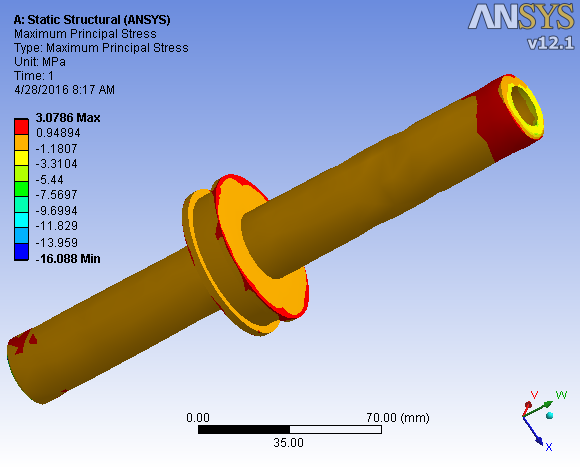 A: Static Structural (ANSYS)
Maximum Principal Stress
Type: Maximum Principal Stress
Unit: MPa
Time: 1
4/28/2016 8:17 AM
ANSYS
v12.1
3.0786 Max
0.94894
-1.1807
-3.3104
-5.44
-7.5697
-9.6994
-11.829
-13.959
-16.088 Min
0.00
70.00 (mm)
35.00
V
W
X